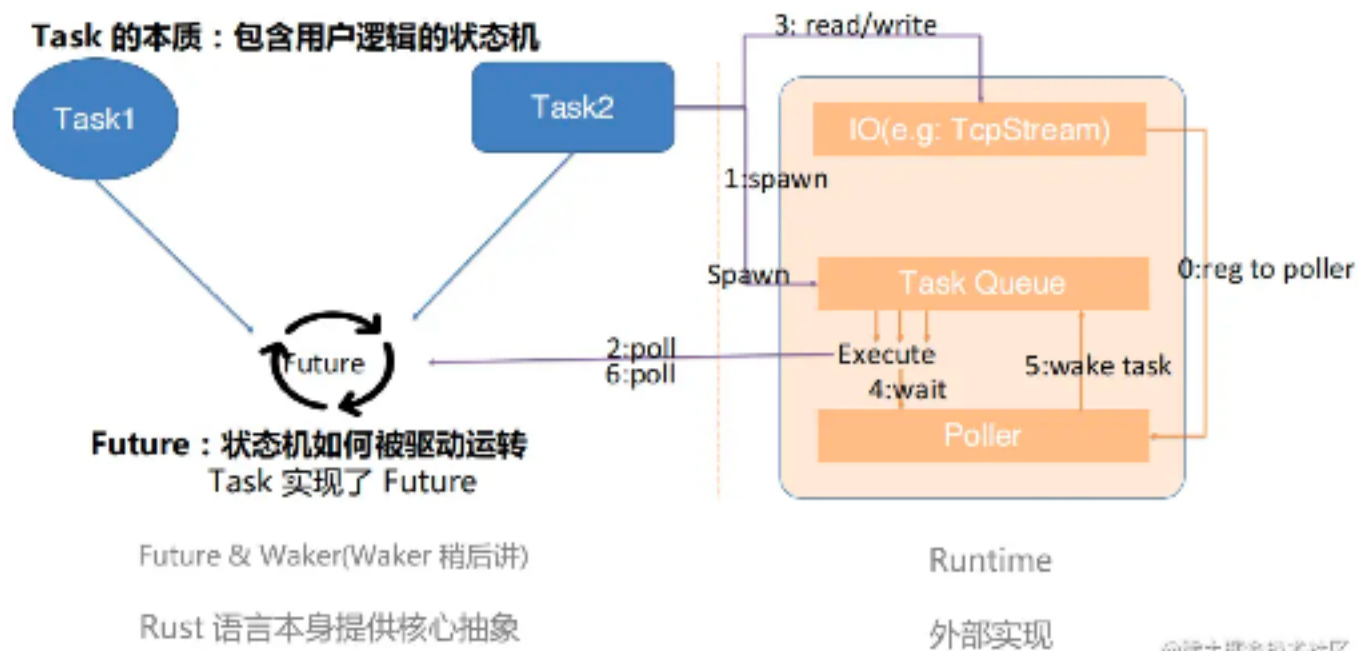 Task 的本质：包含用户逻辑的状态机
3: read/write
Task1
Task2
IO(e.g: TcpStream)
1:spawn
Spawn
Task Queue
0:reg to poller
Future
2:poll
6:poll
Execute
4:wait
5:wake task
Poller
Future：状态机如何被驱动运转
Task 实现了 Future
Future & Waker(Waker 稍后讲)
Runtime
Rust 语言本身提供核心抽象
外部实现